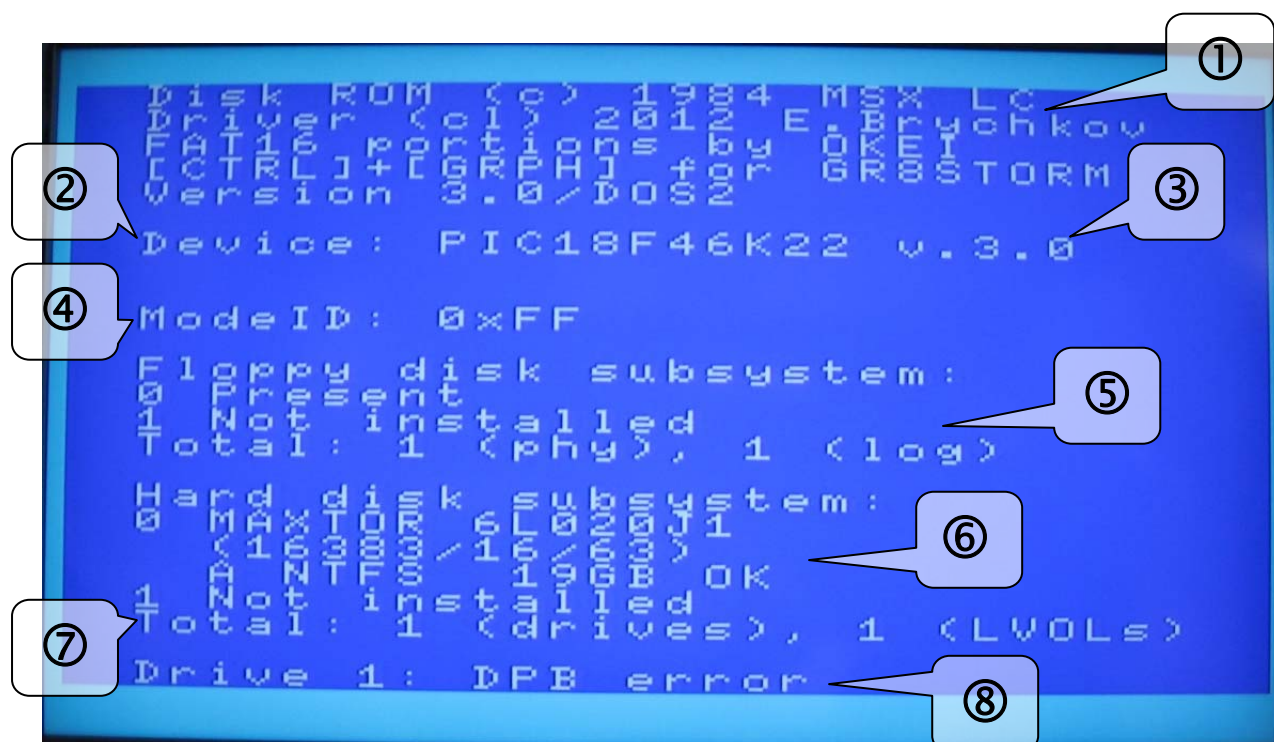 ①
Disk ROM (c) 1984 MSX LC
Driver (cl) 2012 E.Brychkov
FAT16 portions by OKEI
[CTRL]+[GRPH] for GR8STORM
②
Version 3.0/DOS2
③
Device: PIC18F46K22 v.3.0
④
ModeID: 0xFF
Floppy disk subsystem:
0 Present
⑤
1 Not installed
Total: 1 (phy), 1 (log)
Hard disk subsystem:
0 MAXTOR 6L020J1
⑥
(16383/16/63)
A NTFS 19GB OK
1 Not installed
⑦
Total: 1 (drives), 1 (LVOLs)
Drive 1: DPB error
⑧